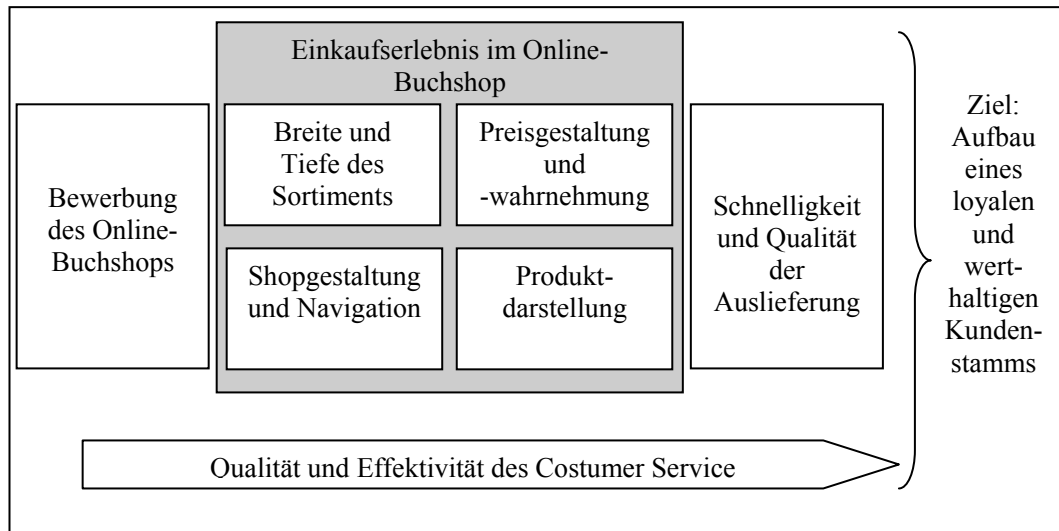 Einkaufserlebnis im Online-
Buchshop
Bewerbung
des Online-
Buchshops
Breite und
Tiefe des
Sortiments
Preisgestaltung
und
-wahrnehmung
Shopgestaltung
und Navigation
Produkt-
darstellung
Schnelligkeit
und Qualität
der
Auslieferung
Ziel:
Aufbau
eines
loyalen
und
wert-
haltigen
Kunden-
stamms
Qualität und Effektivität des Costumer Service